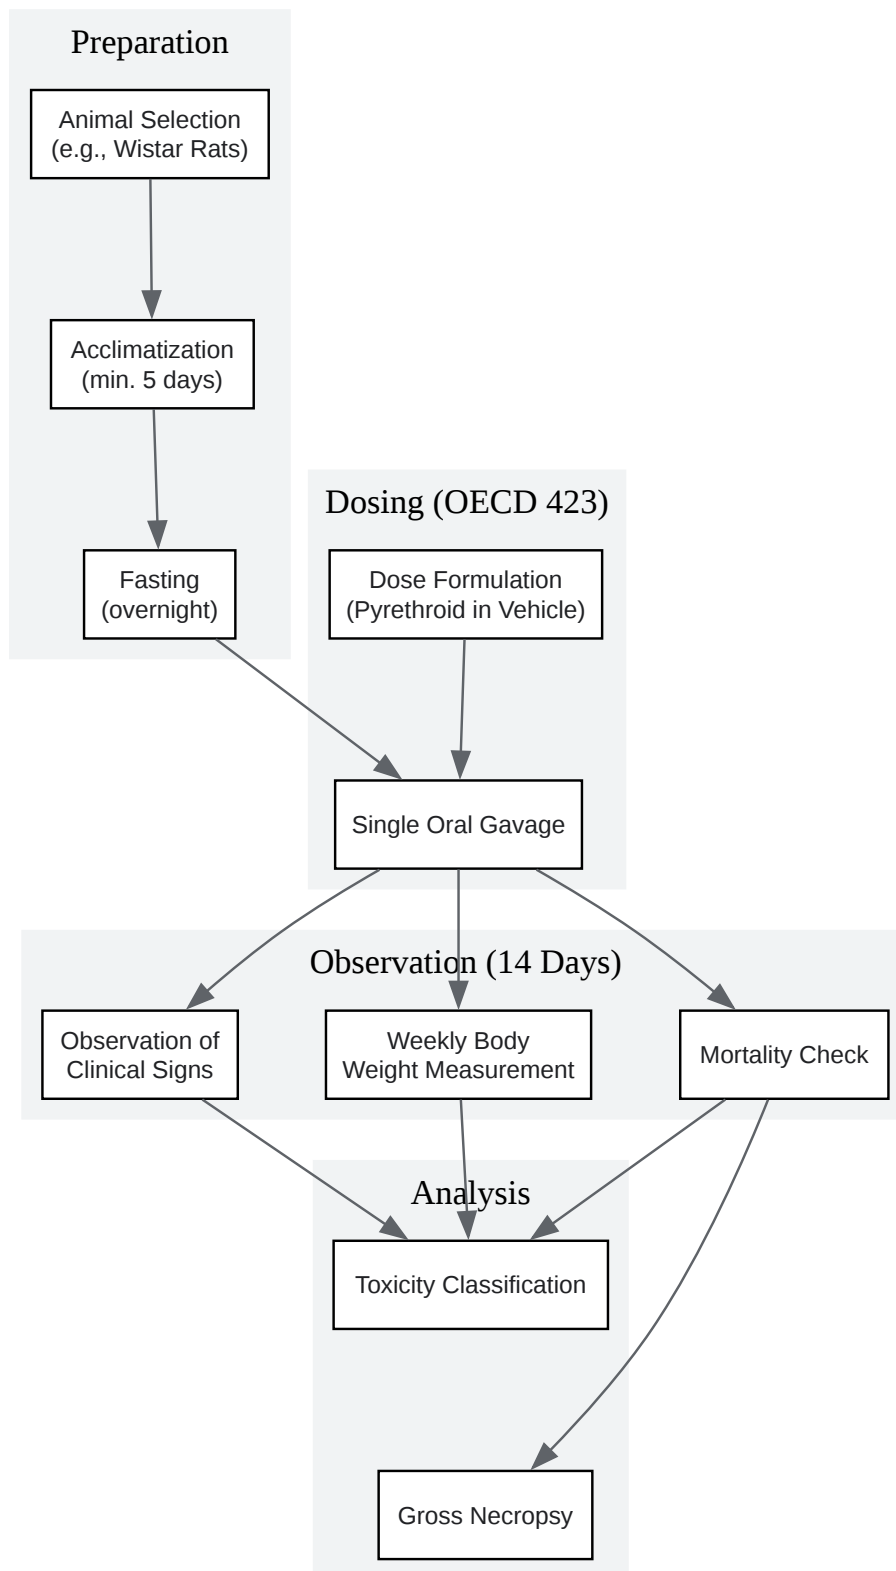 Preparation
Animal Selection
(e.g., Wistar Rats)
Acclimatization
(min. 5 days)
Fasting
(overnight)
Dosing (OECD 423)
Dose Formulation
(Pyrethroid in Vehicle)
Single Oral Gavage
Observation (14 Days)
Observation of
Clinical Signs
Weekly Body
Weight Measurement
Mortality Check
Analysis
Toxicity Classification
Gross Necropsy